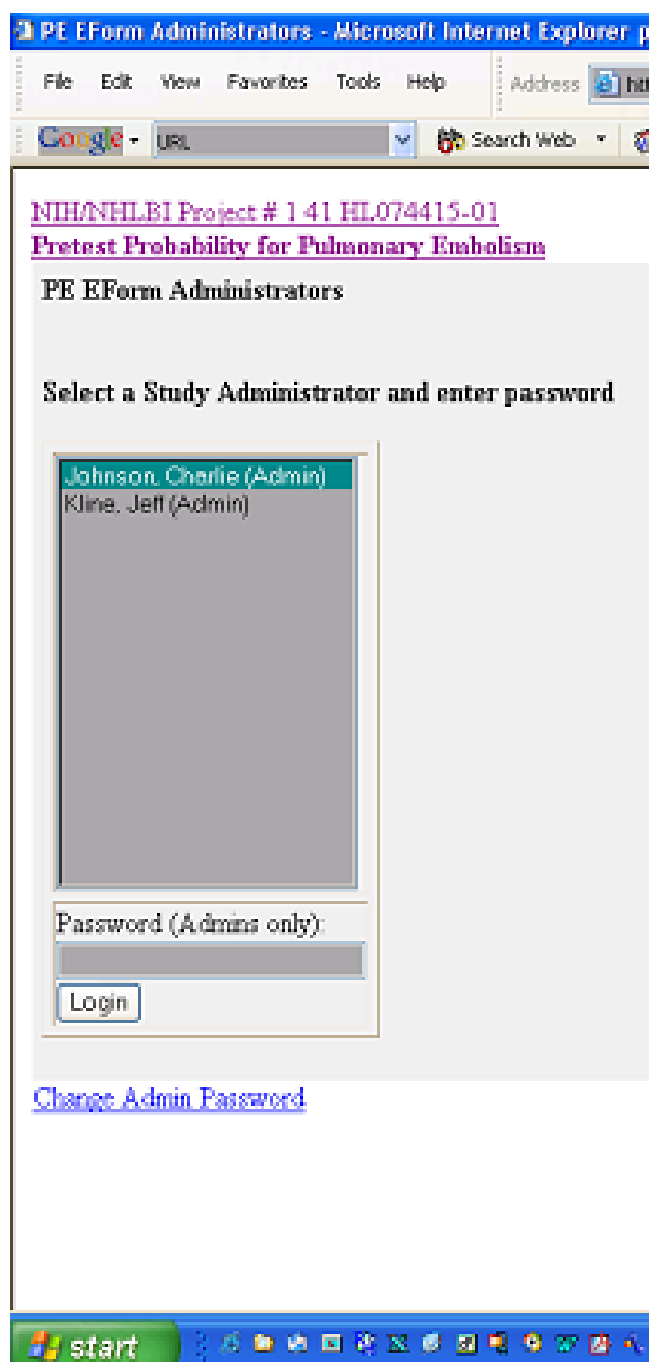 PE EForm Administrators - Microsoft Internet Explorer p
File Edit View Favorites Tools Help Address
Google URL Search Web
NIH/NHLBI Project # 1 41 HL074415-01
Pretest Probability for Pulmonary Embolism
PE EForm Administrators
Select a Study Administrator and enter password
Johnson, Charlie (Admin)
Kline, Jeff (Admin)
Password (Admins only):
Login
Change Admin Password
start